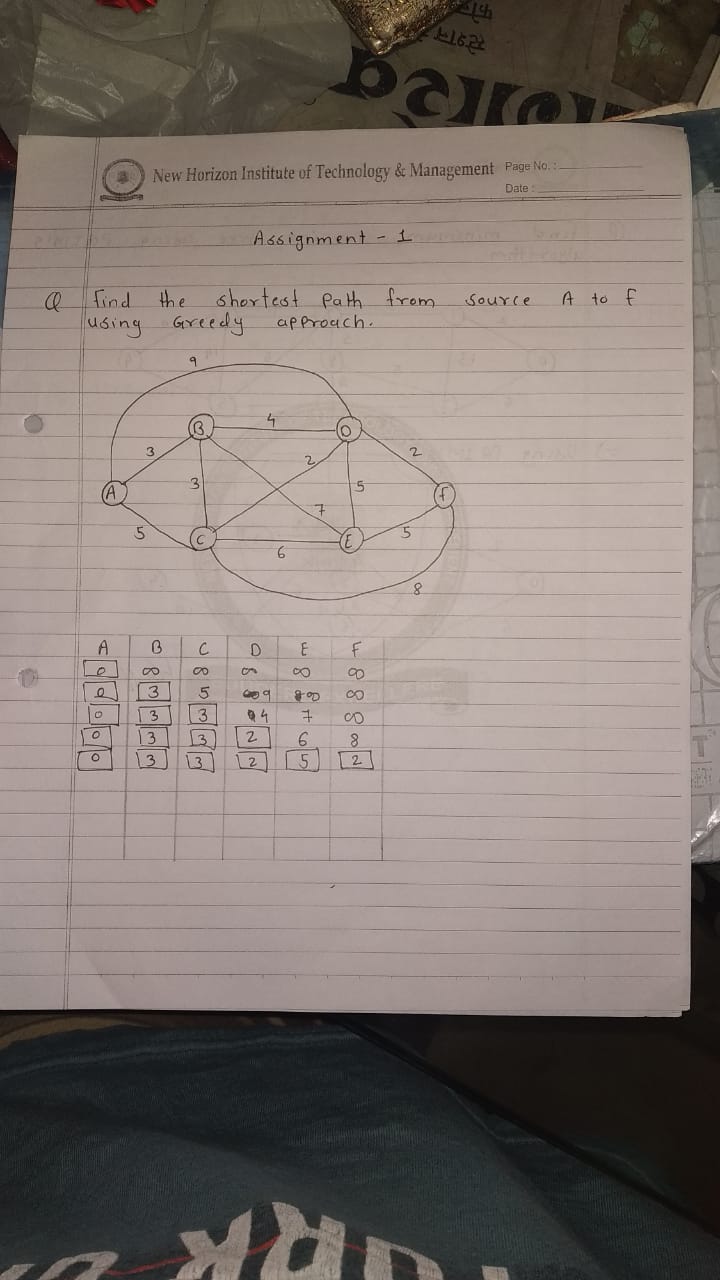 New Horizon Institute of Technology & Management Page No. :
Date :
Assignment - 1
Q find the shortest path from source A to f
using Greedy approach.
9
B 4 D
3 2 2
3 5
A F
7
5 C 6 E 5
8
A B C D E F
0 ∞ ∞ ∞ ∞ ∞
0 3 5 9 ∞ ∞
0 3 3 4 7 ∞
0 3 3 2 6 8
0 3 3 2 5 2